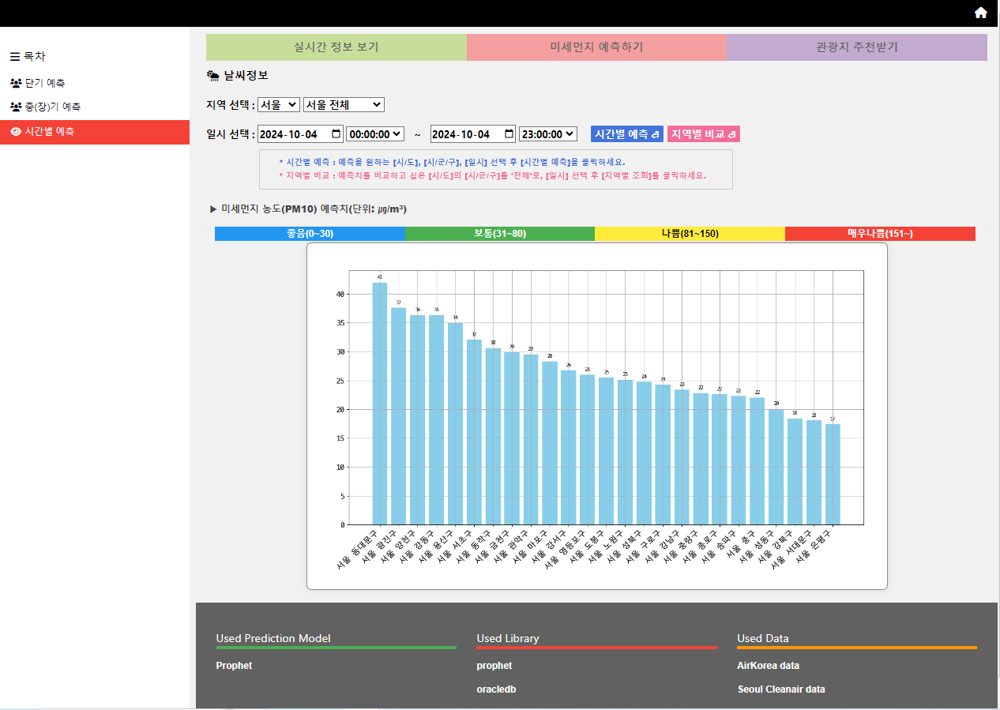 목차
단기 예측
중(장)기 예측
시간별 예측
실시간 정보 보기 미세먼지 예측하기 관광지 추천받기
날씨정보
지역 선택 : 서울 서울 전체
일시 선택 : 2024-10-04 00:00:00 ~ 2024-10-04 23:00:00 시간별 예측 지역별 비교
* 시간별 예측 : 예측을 원하는 [시/도], [시/군/구], [일시] 선택 후 [시간별 예측]을 클릭하세요.
* 지역별 비교 : 예측치를 비교하고 싶은 [시/도]의 [시/군/구]를 '전체'로, [일시] 선택 후 [지역별 조회]를 클릭하세요.
▶ 미세먼지 농도(PM10) 예측치(단위: ㎍/m³)
좋음(0~30) 보통(31~80) 나쁨(81~150) 매우나쁨(151~)
41 37 36 36 34 32 30 29 29 28 26 26 25 25 24 24 23 22 22 22 22 20 18 18 17
40
35
30
25
20
15
10
5
0
서울 동대문구
서울 광진구
서울 양천구
서울 강동구
서울 용산구
서울 서초구
서울 동작구
서울 금천구
서울 관악구
서울 마포구
서울 강서구
서울 영등포구
서울 도봉구
서울 노원구
서울 성북구
서울 구로구
서울 강남구
서울 중랑구
서울 종로구
서울 송파구
서울 중구
서울 성동구
서울 강북구
서울 서대문구
서울 은평구
Used Prediction Model Used Library Used Data
Prophet prophet AirKorea data
oracledb Seoul Cleanair data